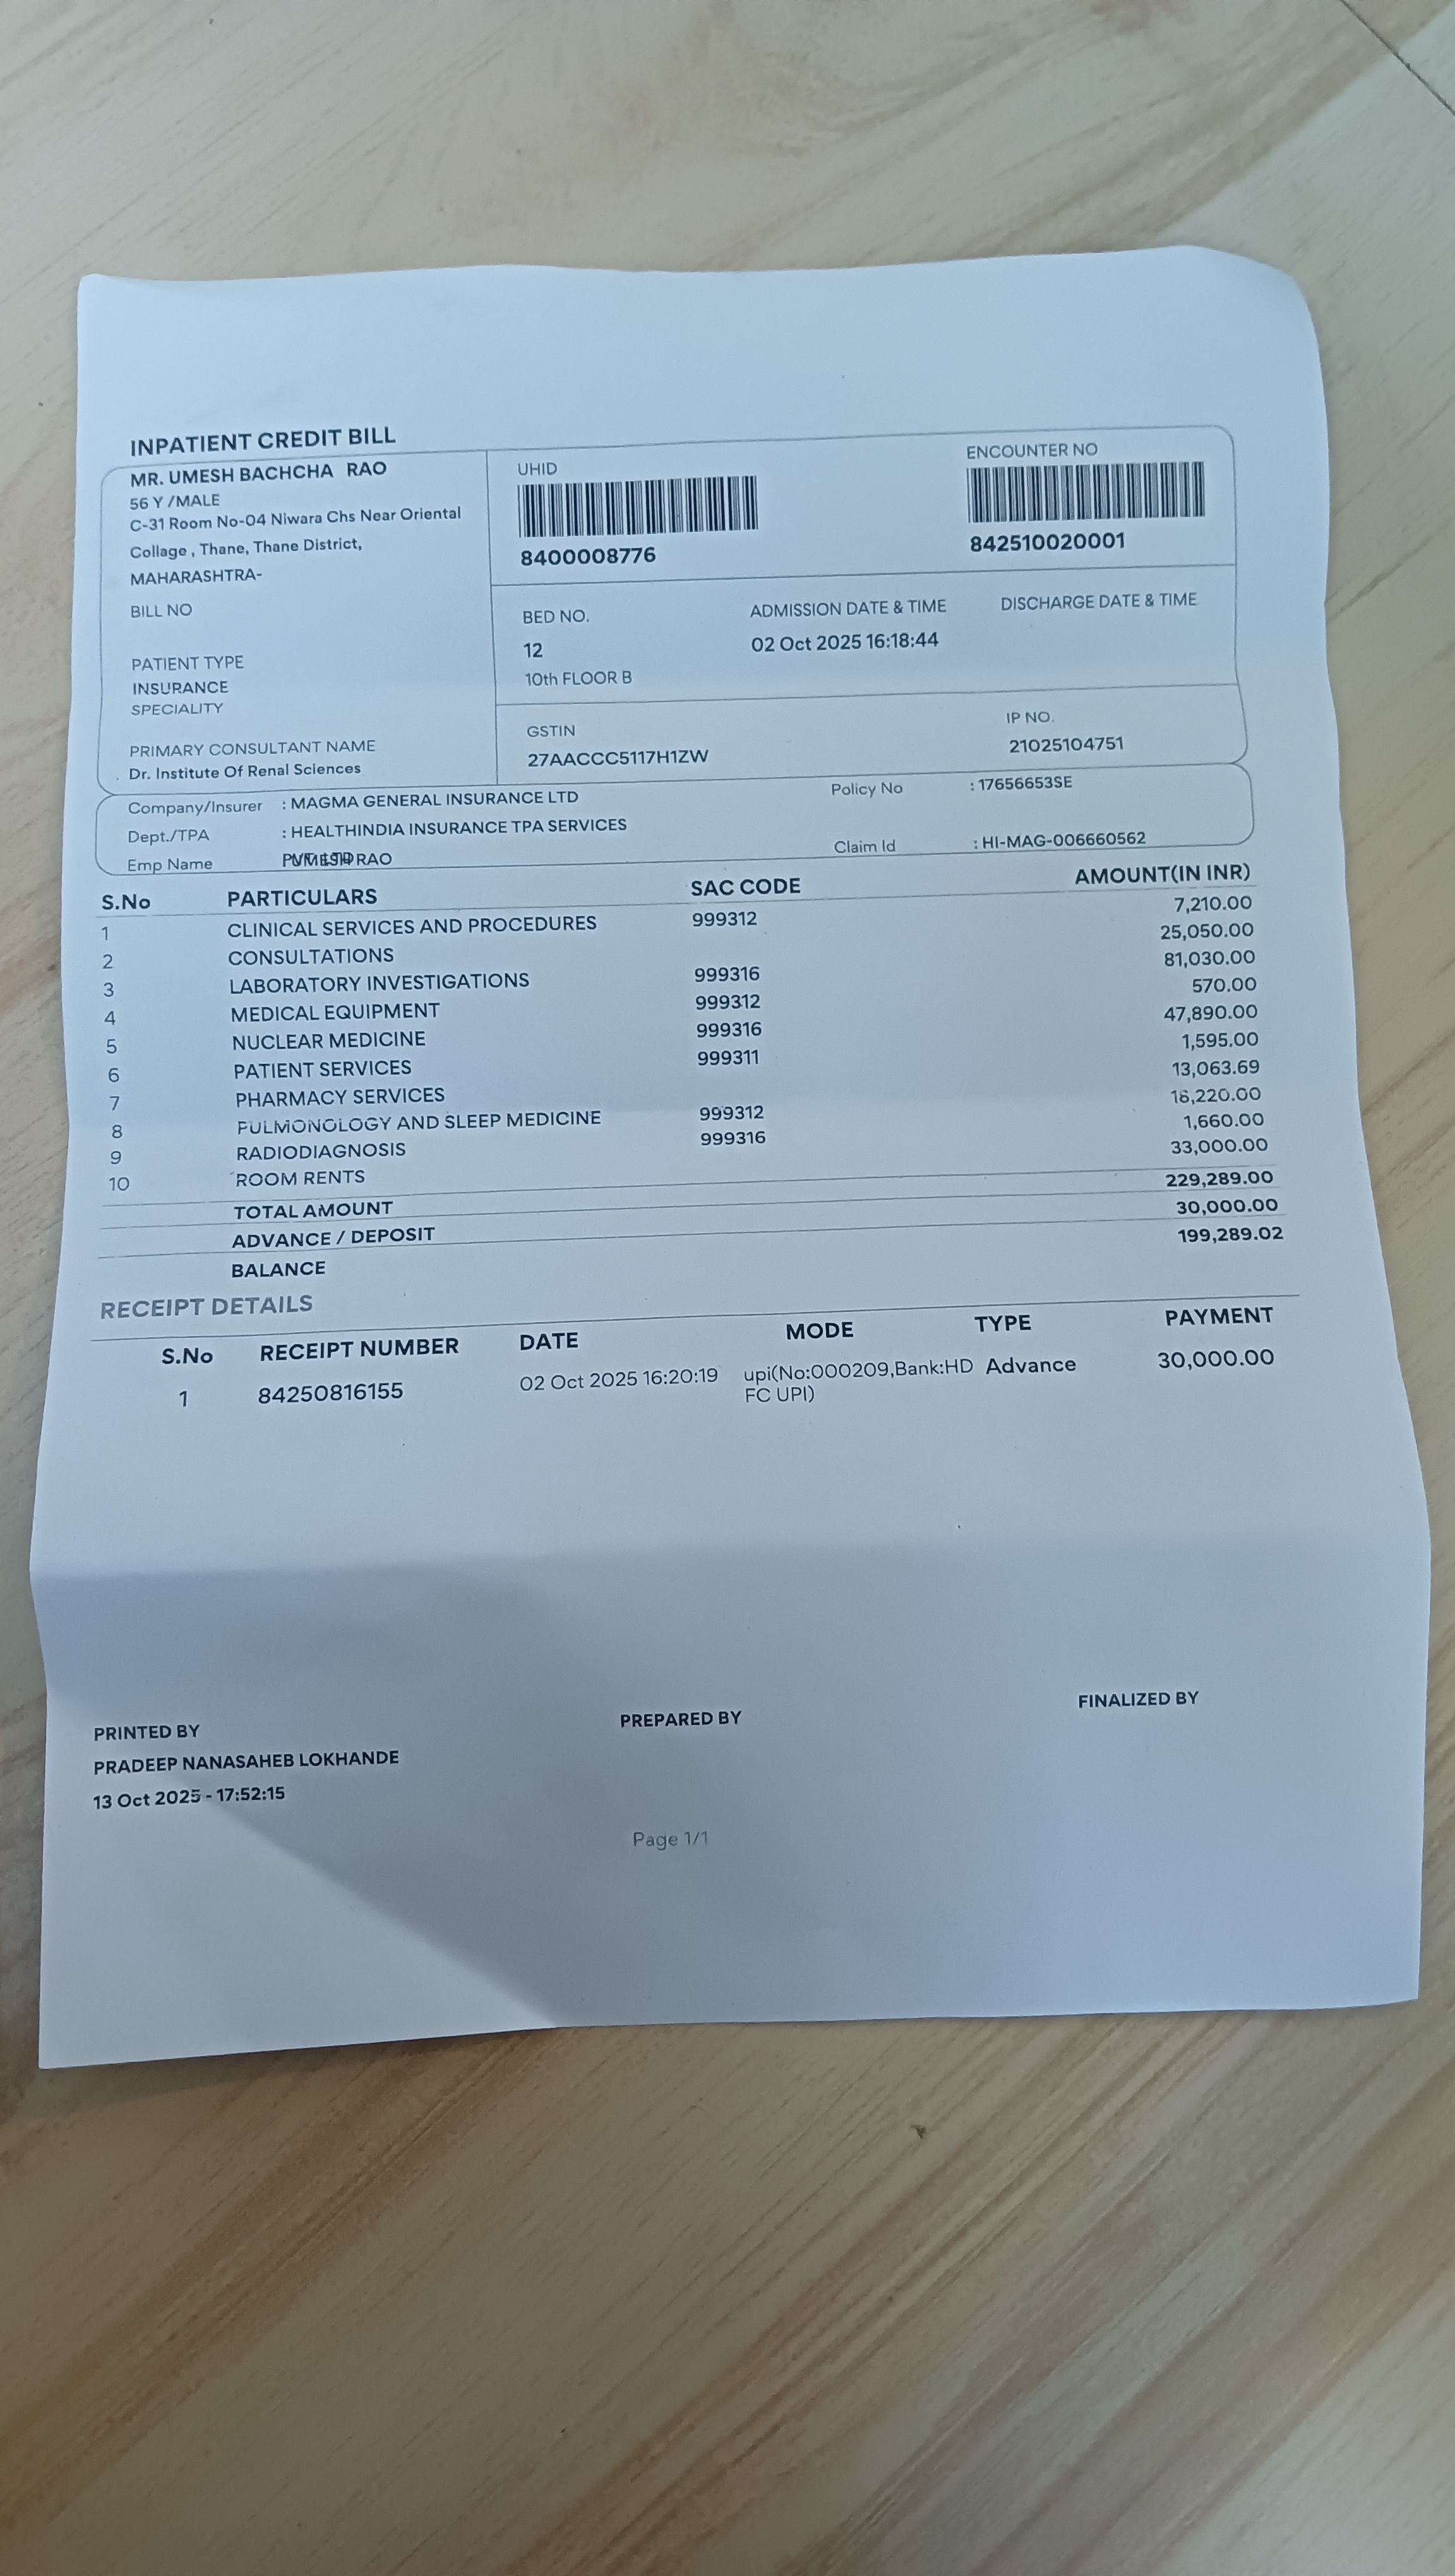 INPATIENT CREDIT BILL
MR. UMESH BACHCHA RAO
56 Y /MALE
C-31 Room No-04 Niwara Chs Near Oriental
Collage , Thane, Thane District,
MAHARASHTRA-
BILL NO
PATIENT TYPE
INSURANCE
SPECIALITY
PRIMARY CONSULTANT NAME
Dr. Institute Of Renal Sciences
UHID
8400008776
ENCOUNTER NO
842510020001
BED NO.
12
10th FLOOR B
ADMISSION DATE & TIME
02 Oct 2025 16:18:44
DISCHARGE DATE & TIME
GSTIN
27AACCC5117H1ZW
IP NO.
21025104751
Company/Insurer : MAGMA GENERAL INSURANCE LTD Policy No : 17656653SE
Dept./TPA : HEALTHINDIA INSURANCE TPA SERVICES
Emp Name RAO Claim Id : HI-MAG-006660562
S.No PARTICULARS SAC CODE AMOUNT(IN INR)
1 CLINICAL SERVICES AND PROCEDURES 999312 7,210.00
2 CONSULTATIONS 25,050.00
3 LABORATORY INVESTIGATIONS 999316 81,030.00
4 MEDICAL EQUIPMENT 999312 570.00
5 NUCLEAR MEDICINE 999316 47,890.00
6 PATIENT SERVICES 999311 1,595.00
7 PHARMACY SERVICES 13,063.69
8 PULMONOLOGY AND SLEEP MEDICINE 999312 18,220.00
9 RADIODIAGNOSIS 999316 1,660.00
10 ROOM RENTS 33,000.00
TOTAL AMOUNT 229,289.00
ADVANCE / DEPOSIT 30,000.00
BALANCE 199,289.02
RECEIPT DETAILS
S.No RECEIPT NUMBER DATE MODE TYPE PAYMENT
1 84250816155 02 Oct 2025 16:20:19 upi(No:000209,Bank:HD Advance 30,000.00
FC UPI)
PRINTED BY PREPARED BY FINALIZED BY
PRADEEP NANASAHEB LOKHANDE
13 Oct 2025 - 17:52:15
Page 1/1